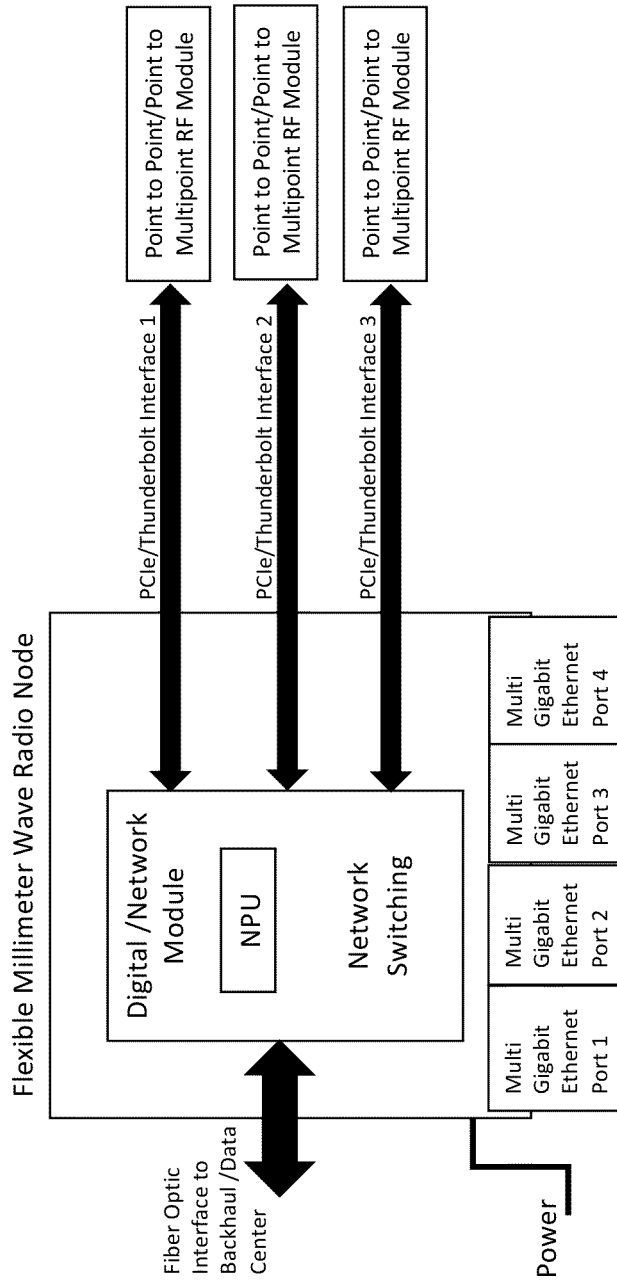 Flexible Millimeter Wave Radio Node
Fiber Optic
Interface to
Backhaul /Data
Center
Digital /Network
Module
NPU
Network
Switching
PCIe/Thunderbolt Interface 1
PCIe/Thunderbolt Interface 2
PCIe/Thunderbolt Interface 3
Point to Point/Point to
Multipoint RF Module
Point to Point/Point to
Multipoint RF Module
Point to Point/Point to
Multipoint RF Module
Multi
Gigabit
Ethernet
Port 1
Multi
Gigabit
Ethernet
Port 2
Multi
Gigabit
Ethernet
Port 3
Multi
Gigabit
Ethernet
Port 4
Power